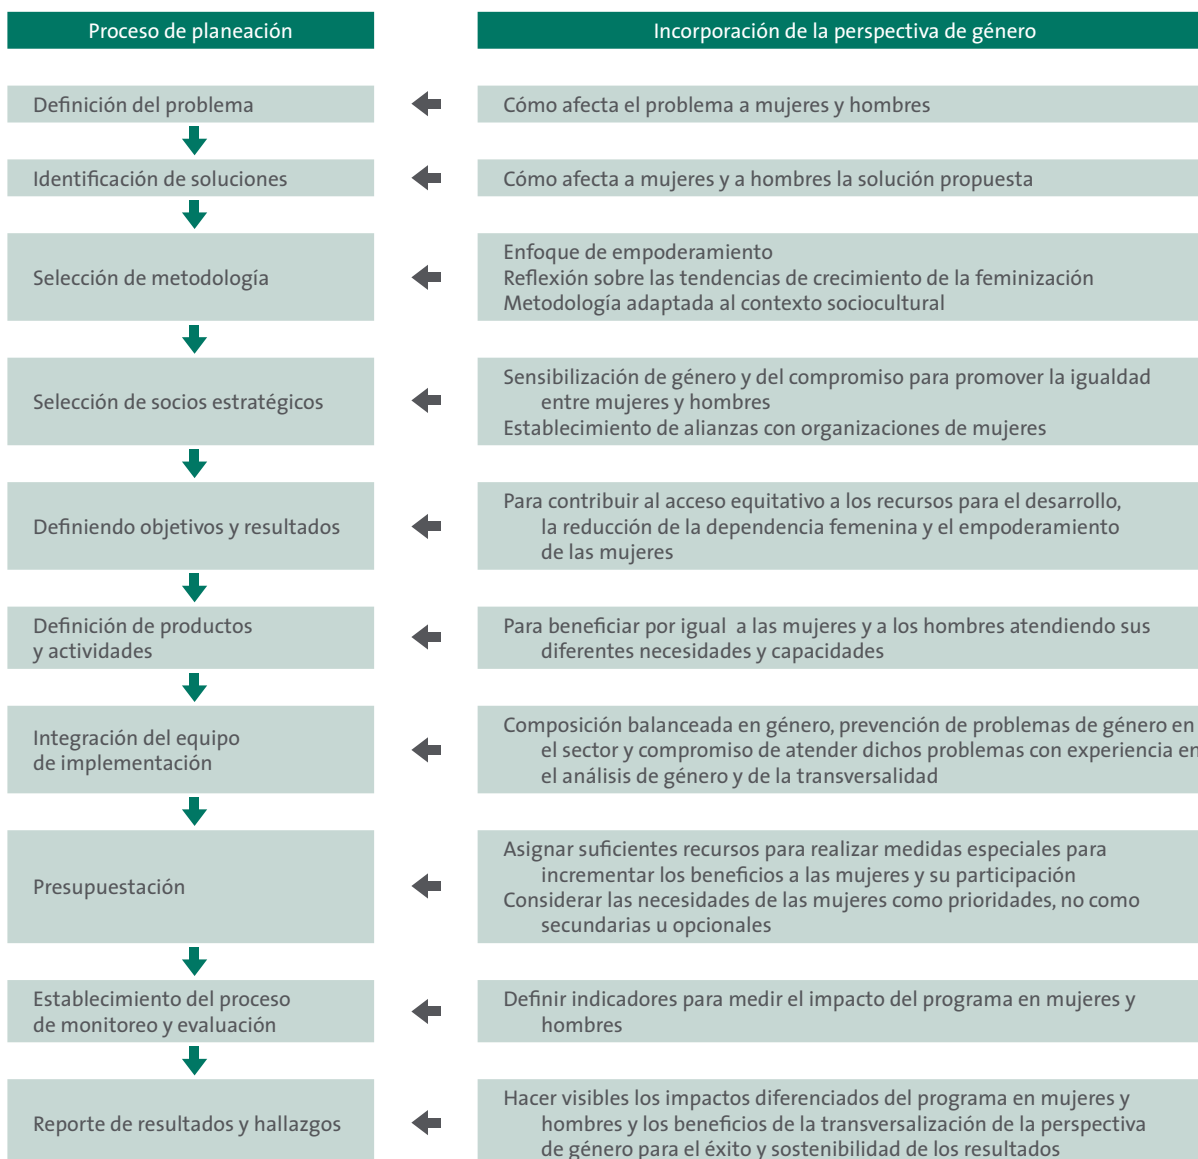 Proceso de planeación
Incorporación de la perspectiva de género
Definición del problema
Cómo afecta el problema a mujeres y hombres
Identificación de soluciones
Cómo afecta a mujeres y a hombres la solución propuesta
Selección de metodología
Enfoque de empoderamiento
Reflexión sobre las tendencias de crecimiento de la feminización
Metodología adaptada al contexto sociocultural
Selección de socios estratégicos
Sensibilización de género y del compromiso para promover la igualdad
entre mujeres y hombres
Establecimiento de alianzas con organizaciones de mujeres
Definiendo objetivos y resultados
Para contribuir al acceso equitativo a los recursos para el desarrollo,
la reducción de la dependencia femenina y el empoderamiento
de las mujeres
Definición de productos
y actividades
Para beneficiar por igual a las mujeres y a los hombres atendiendo sus
diferentes necesidades y capacidades
Integración del equipo
de implementación
Composición balanceada en género, prevención de problemas de género en
el sector y compromiso de atender dichos problemas con experiencia en
el análisis de género y de la transversalidad
Presupuestación
Asignar suficientes recursos para realizar medidas especiales para
incrementar los beneficios a las mujeres y su participación
Considerar las necesidades de las mujeres como prioridades, no como
secundarias u opcionales
Establecimiento del proceso
de monitoreo y evaluación
Definir indicadores para medir el impacto del programa en mujeres y
hombres
Reporte de resultados y hallazgos
Hacer visibles los impactos diferenciados del programa en mujeres y
hombres y los beneficios de la transversalización de la perspectiva
de género para el éxito y sostenibilidad de los resultados